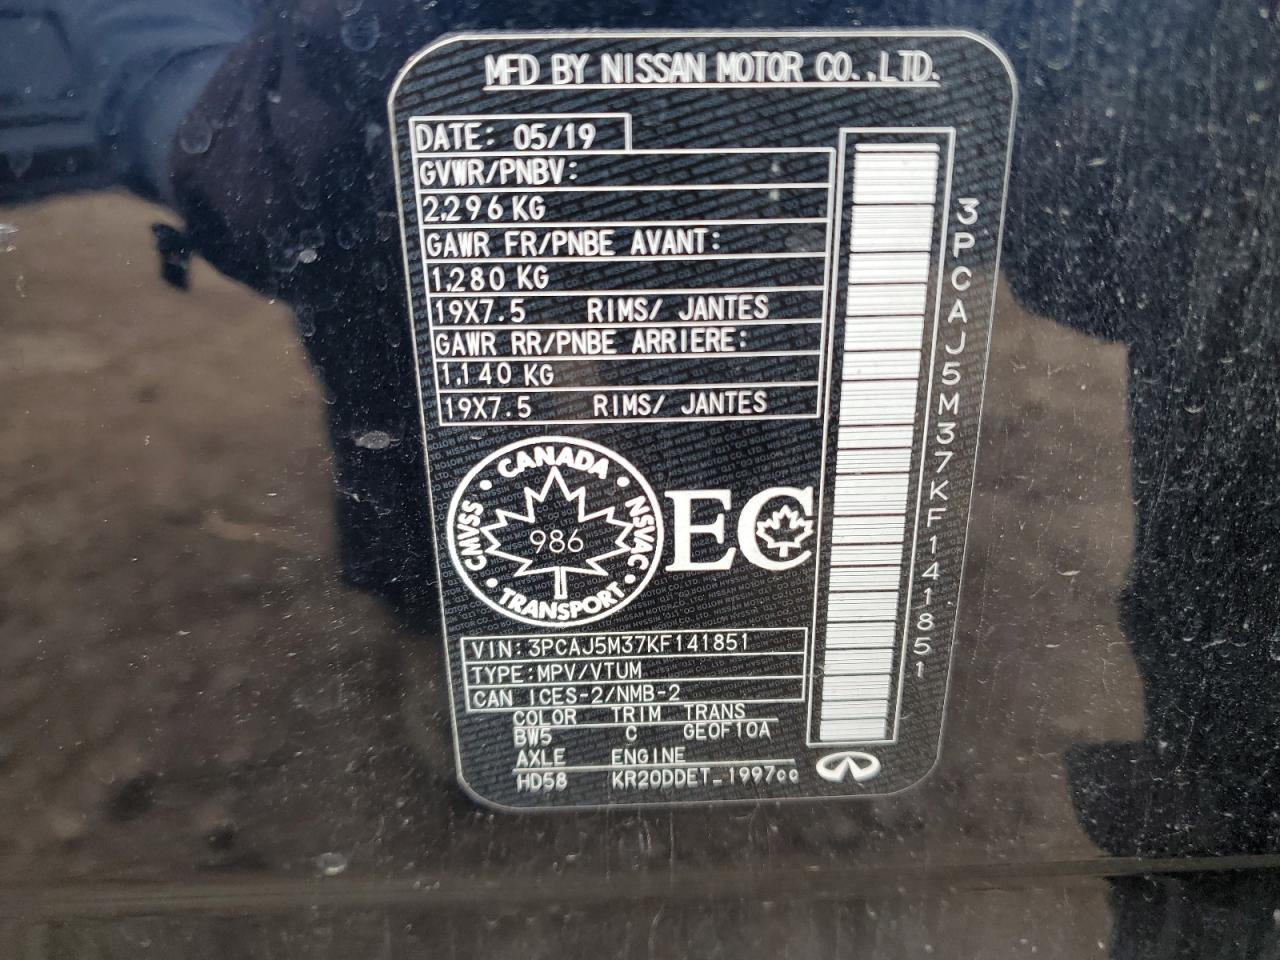 MFD BY NISSAN MOTOR CO.,LTD.
DATE: 05/19
GVWR/PNBV:
2,296 KG
GAWR FR/PNBE AVANT:
1,280 KG
19X7.5 RIMS/ JANTES
GAWR RR/PNBE ARRIERE:
1,140 KG
19X7.5 RIMS/ JANTES
CANADA
CMVSS
986
NSVAC
TRANSPORT
EC
VIN: 3PCAJ5M37KF141851
TYPE:MPV/VTUM
CAN ICES-2/NMB-2
COLOR TRIM TRANS
BW5 C GE0F10A
AXLE ENGINE
HD58 KR20DDET_1997cc
3PCAJ5M37KF141851